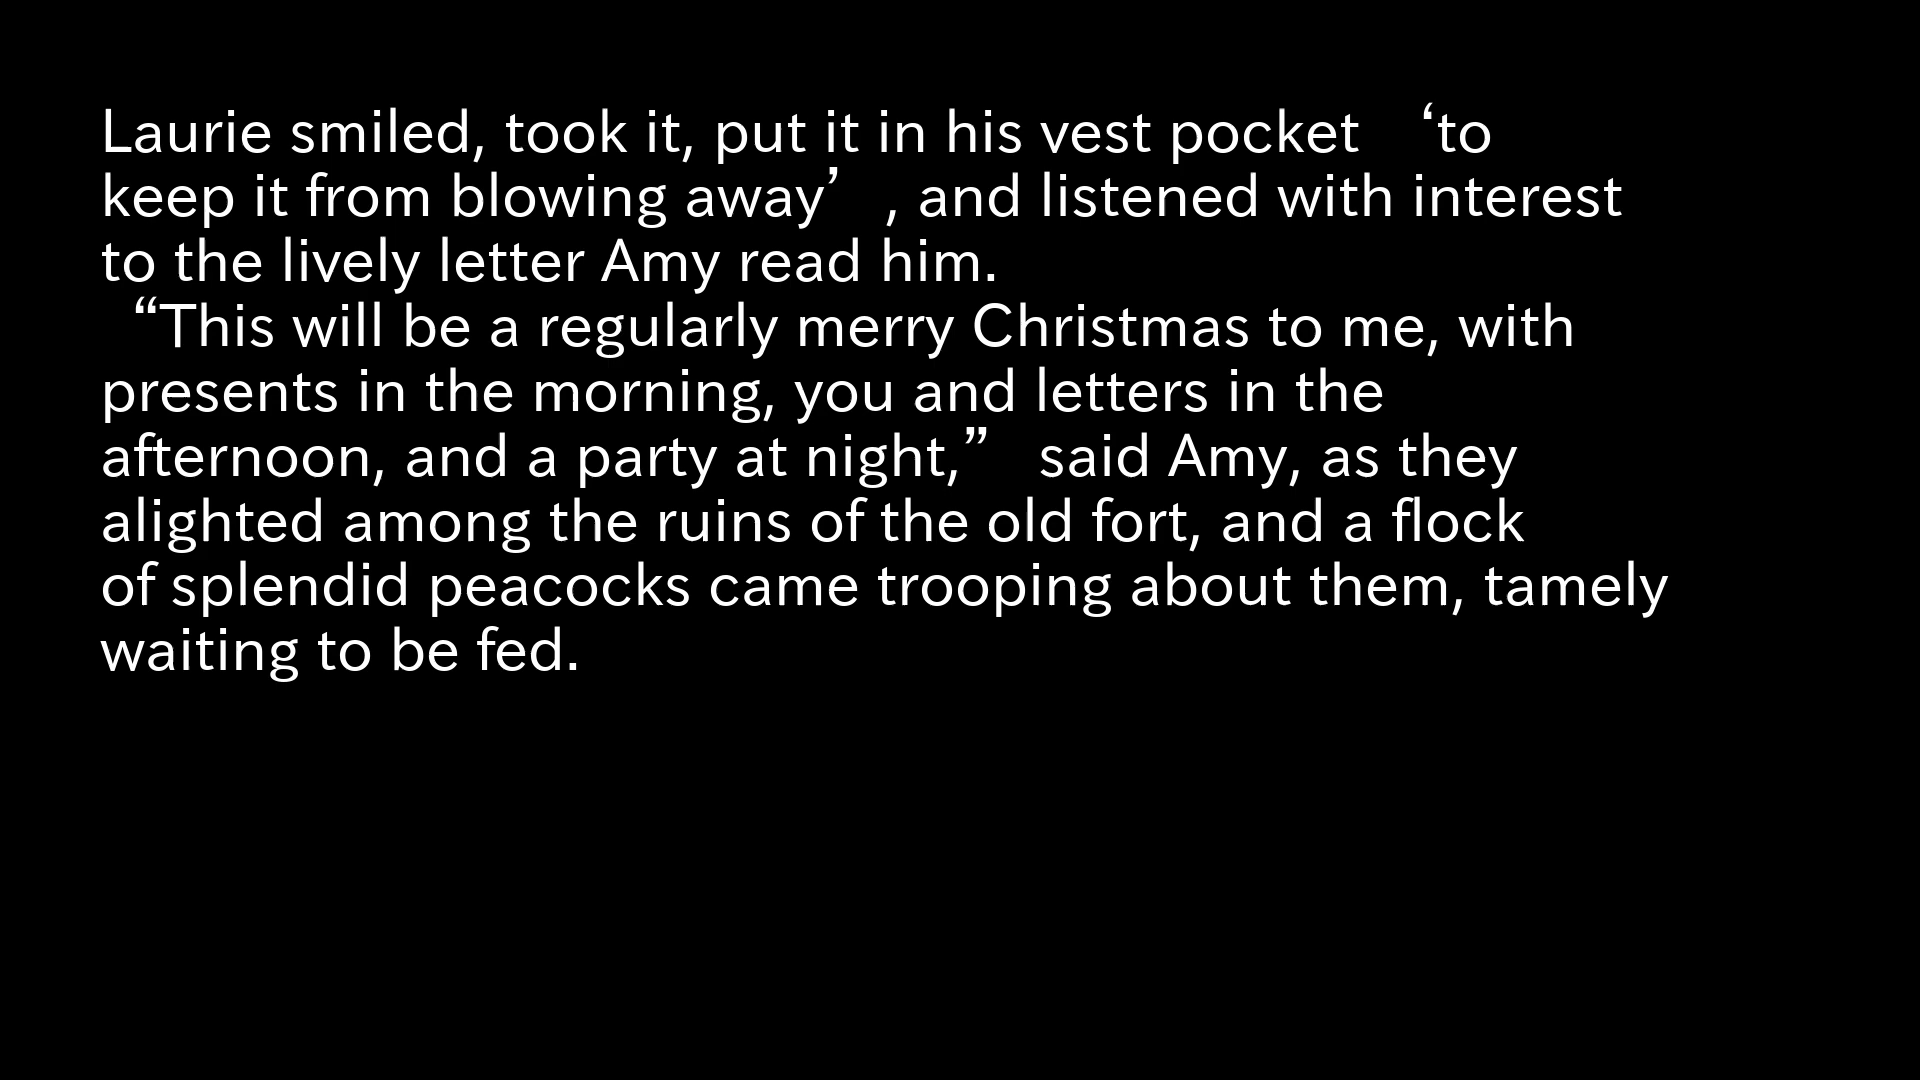 Laurie smiled, took it, put it in his vest pocket ‘to
keep it from blowing away’, and listened with interest
to the lively letter Amy read him.
“This will be a regularly merry Christmas to me, with
presents in the morning, you and letters in the
afternoon, and a party at night,” said Amy, as they
alighted among the ruins of the old fort, and a flock
of splendid peacocks came trooping about them, tamely
waiting to be fed.